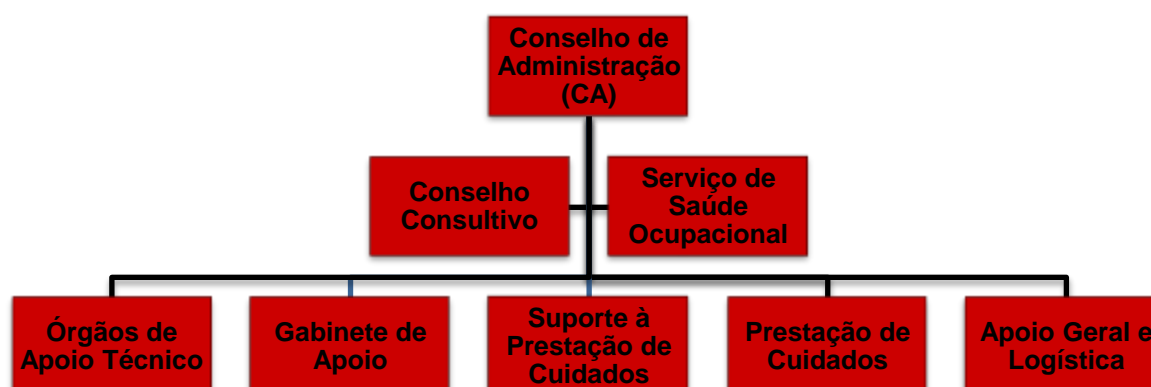 Conselho de
Administração
(CA)
Conselho
Consultivo
Serviço de
Saúde
Ocupacional
Órgãos de
Apoio Técnico
Gabinete de
Apoio
Suporte à
Prestação de
Cuidados
Prestação de
Cuidados
Apoio Geral e
Logística